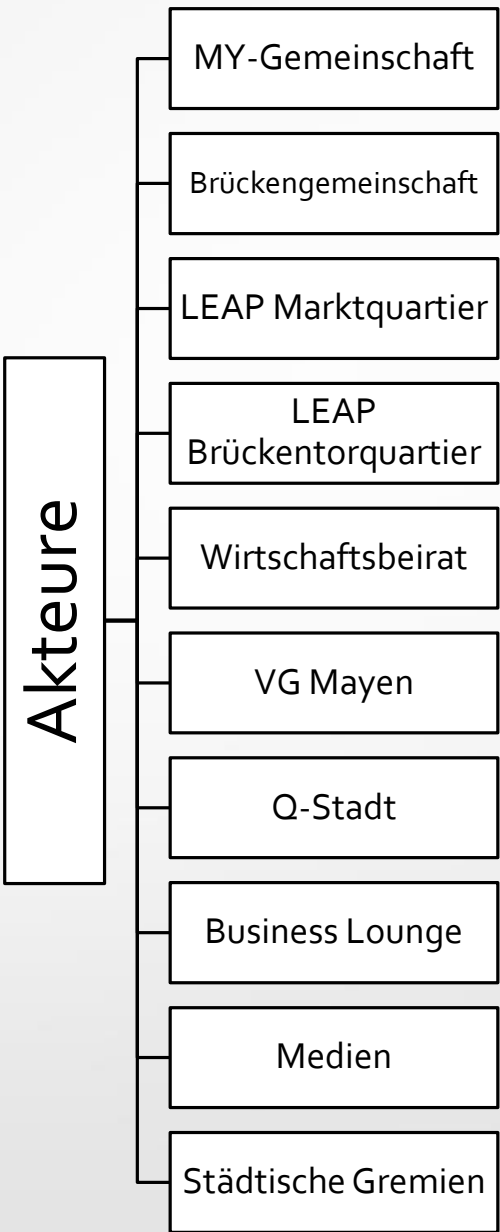 Akteure
MY-Gemeinschaft
Brückengemeinschaft
LEAP Marktquartier
LEAP
Brückentorquartier
Wirtschaftsbeirat
VG Mayen
Q-Stadt
Business Lounge
Medien
Städtische Gremien